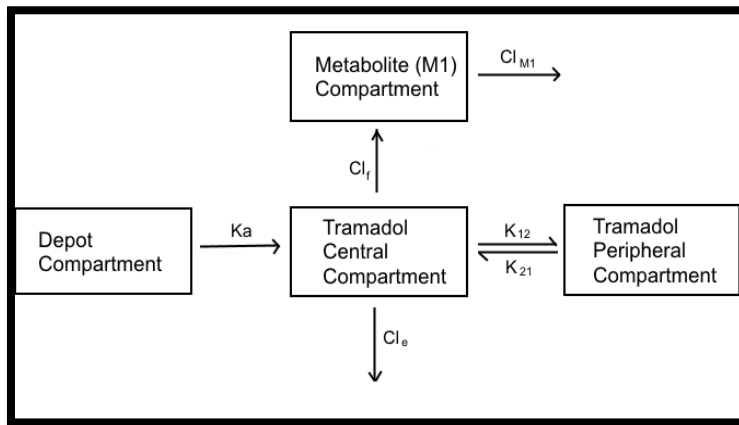 Metabolite (M1)
Compartment
Cl M1
Cl f
Depot
Compartment
Ka
Tramadol
Central
Compartment
K 12
K 21
Tramadol
Peripheral
Compartment
Cl e